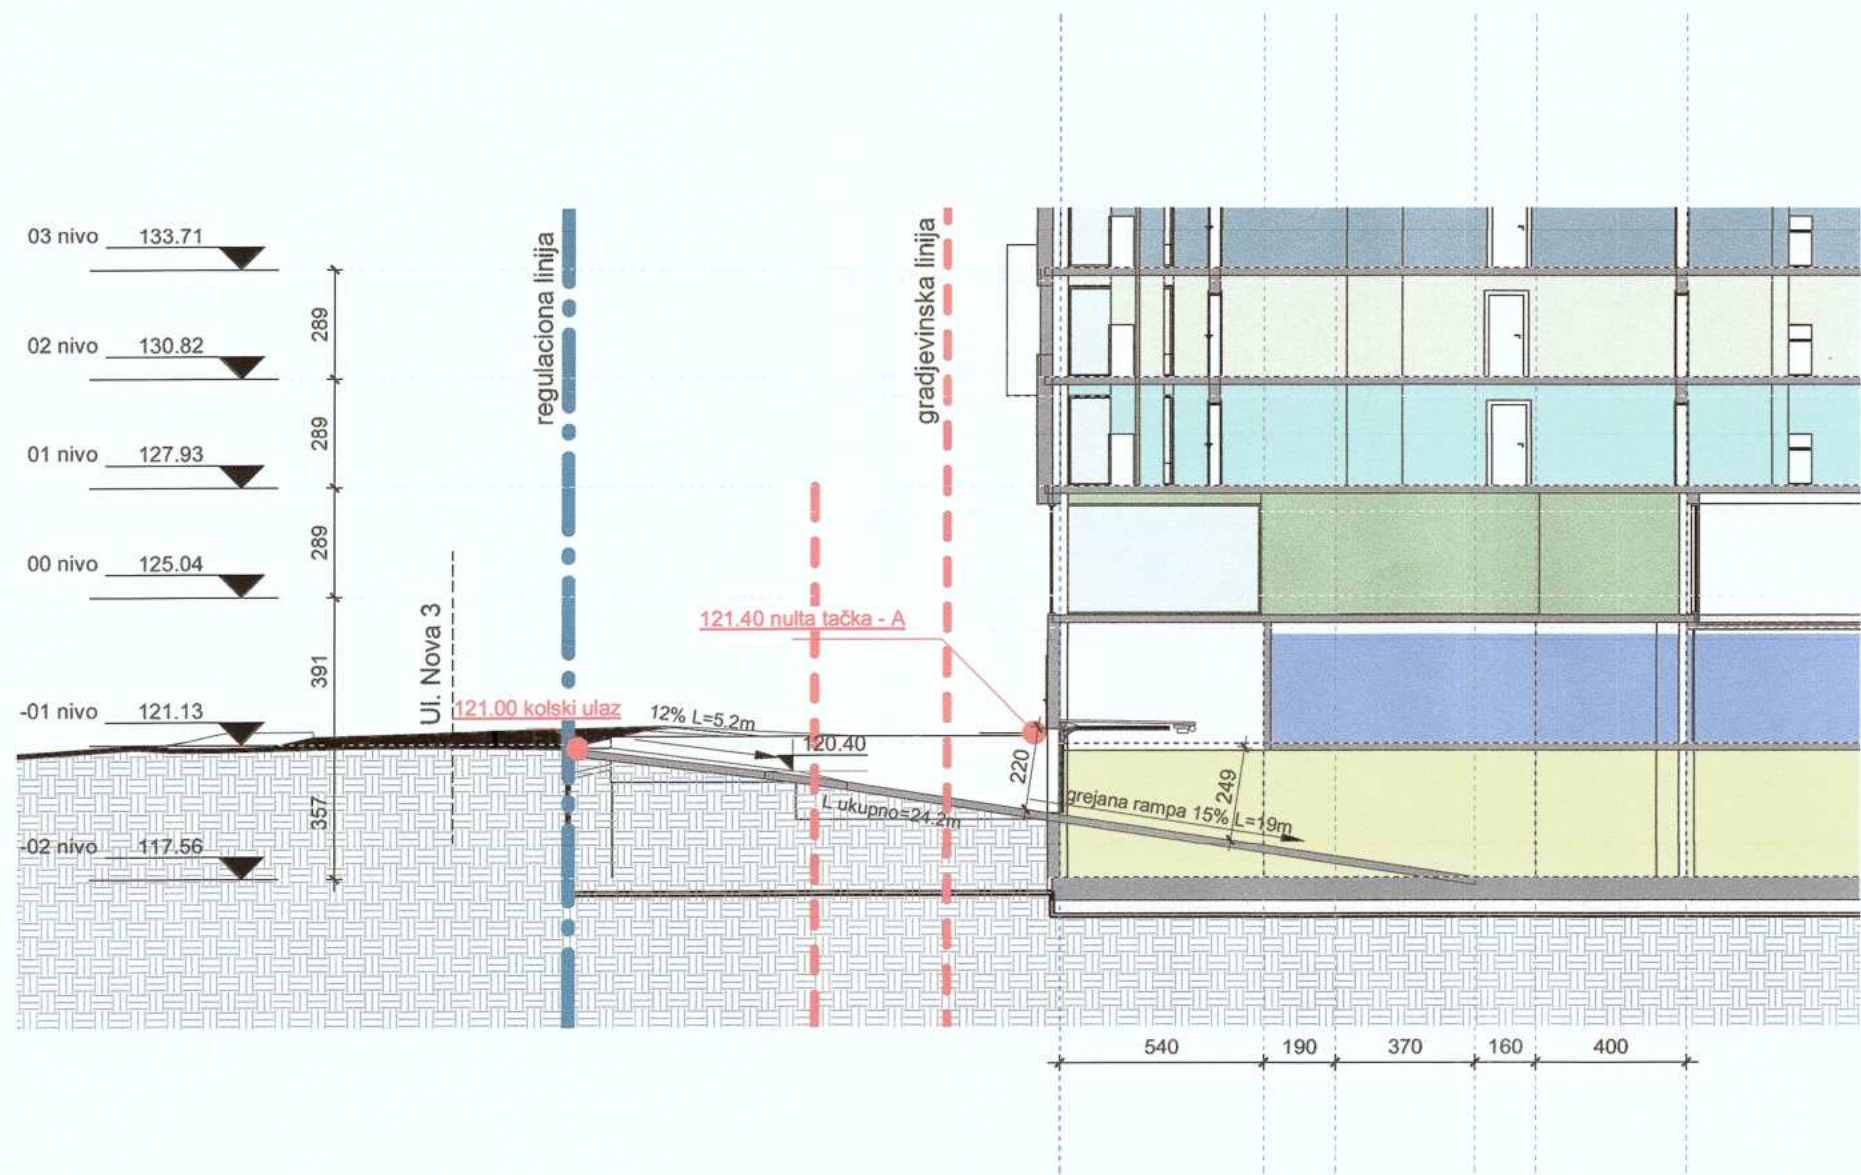 03 nivo 133.71
289
02 nivo 130.82
289
01 nivo 127.93
289
00 nivo 125.04
391
-01 nivo 121.13
357
-02 nivo 117.56
Ul. Nova 3
regulaciona linija
gradjevinska linija
121.40 nulta tačka - A
121.00 kolski ulaz
12% L=5.2m
120.40
L ukupno=24.2m
220
249
grejana rampa 15% L=19m
540 190 370 160 400